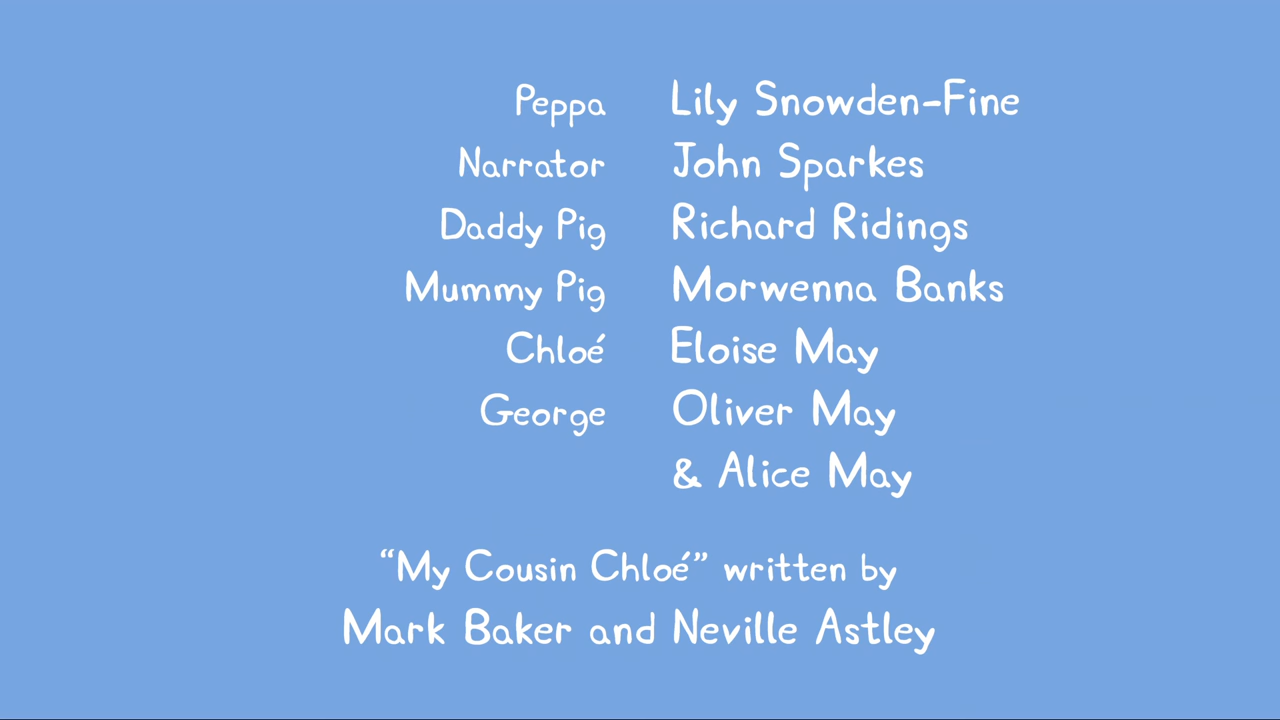 Peppa Lily Snowden-Fine
Narrator John Sparkes
Daddy Pig Richard Ridings
Mummy Pig Morwenna Banks
Chloé Eloise May
George Oliver May
& Alice May
“My Cousin Chloé” written by
Mark Baker and Neville Astley